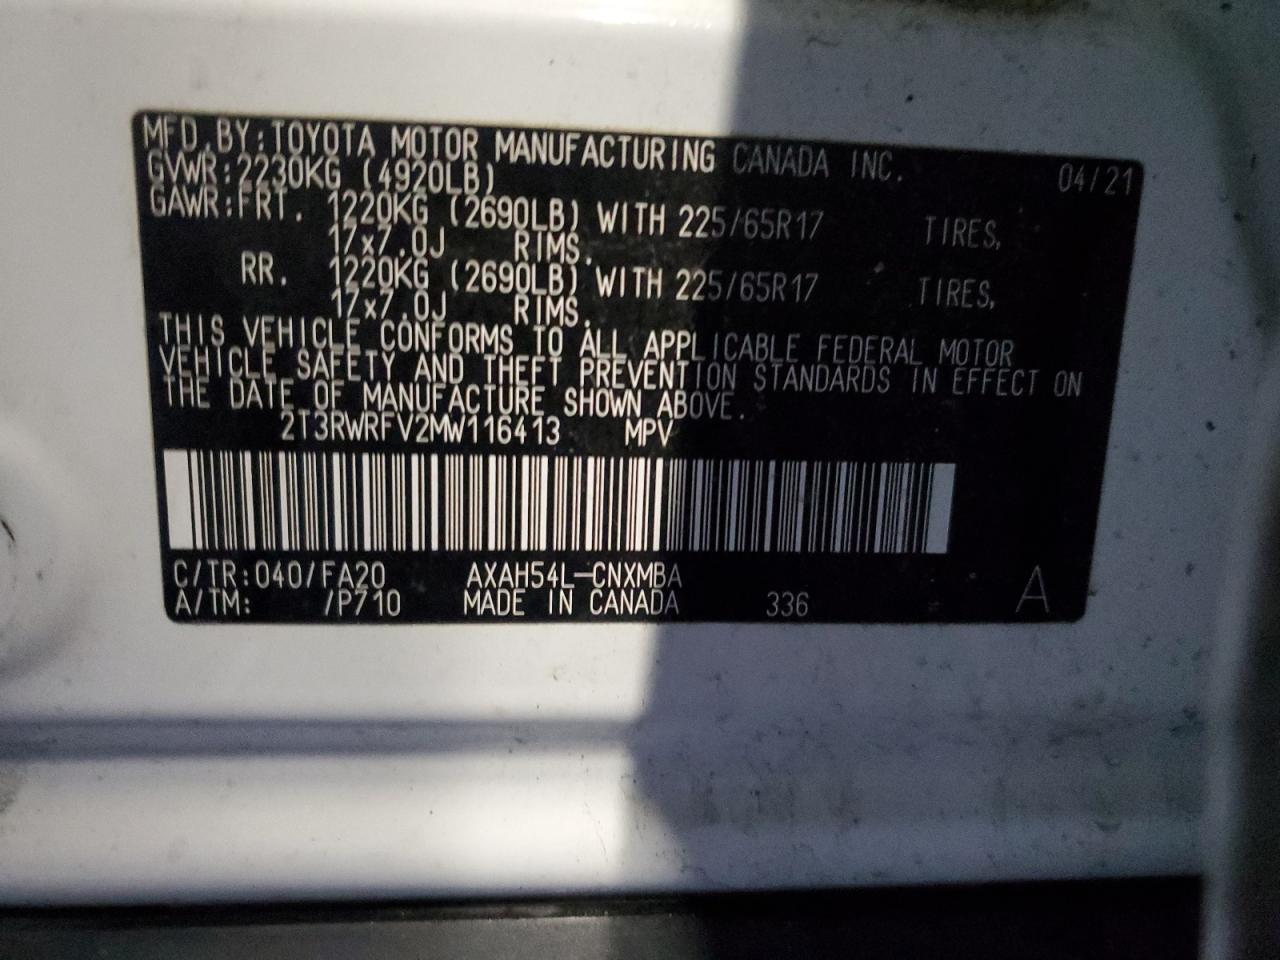 MFD.BY:TOYOTA MOTOR MANUFACTURING CANADA INC. 04/21
GVWR:2230KG (4920LB)
GAWR:FRT. 1220KG (2690LB) WITH 225/65R17 TIRES,
17x7.0J RIMS.
RR. 1220KG (2690LB) WITH 225/65R17 TIRES,
17x7.0J RIMS.
THIS VEHICLE CONFORMS TO ALL APPLICABLE FEDERAL MOTOR
VEHICLE SAFETY AND THEFT PREVENTION STANDARDS IN EFFECT ON
THE DATE OF MANUFACTURE SHOWN ABOVE.
2T3RWRFV2MW116413 MPV
C/TR:040/FA20 AXAH54L-CNXMBA
A/TM: /P710 MADE IN CANADA 336 A